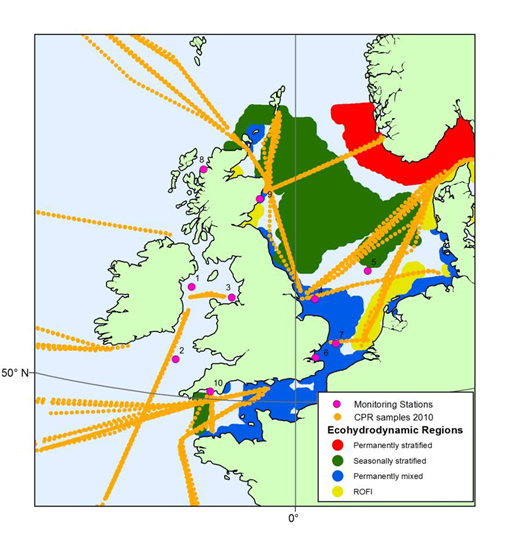 8
9
1
3
5
2
7
6
10
50° N
Monitoring Stations
CPR samples 2010
Ecohydrodynamic Regions
Permanently stratified
Seasonally stratified
Permanently mixed
ROFI
0°